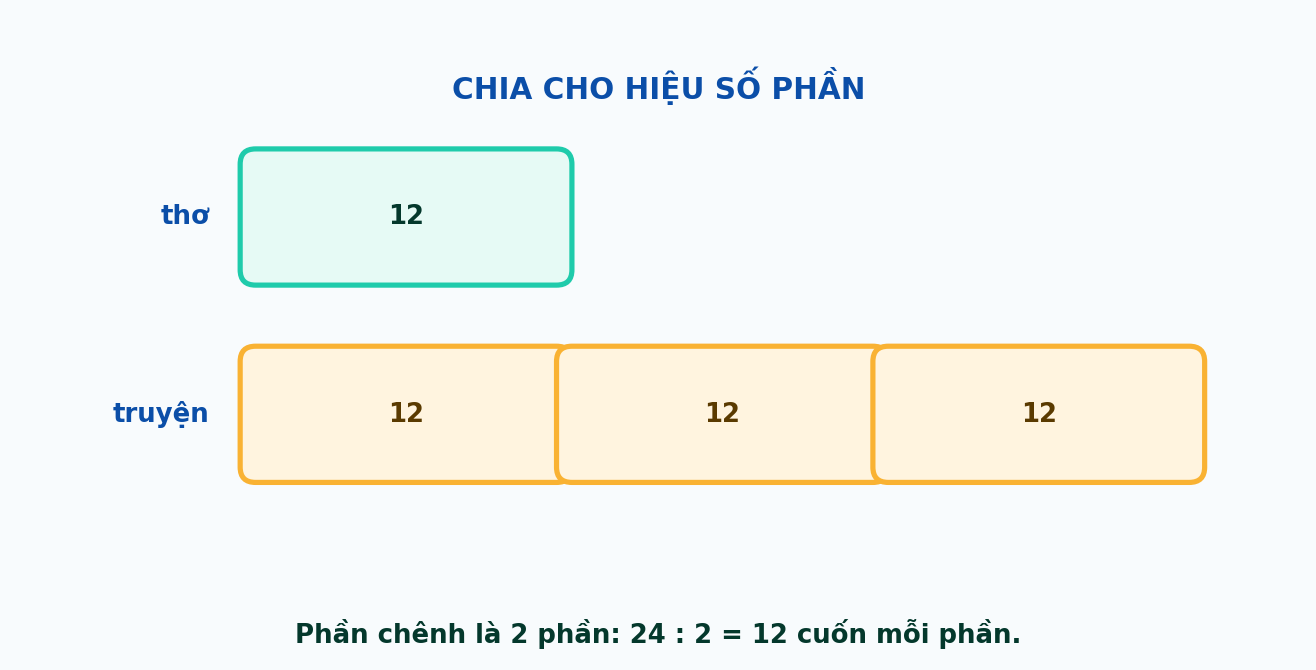 CHIA CHO HIỆU SỐ PHẦN
thơ
12
truyện
12 12 12
Phần chênh là 2 phần: 24 : 2 = 12 cuốn mỗi phần.